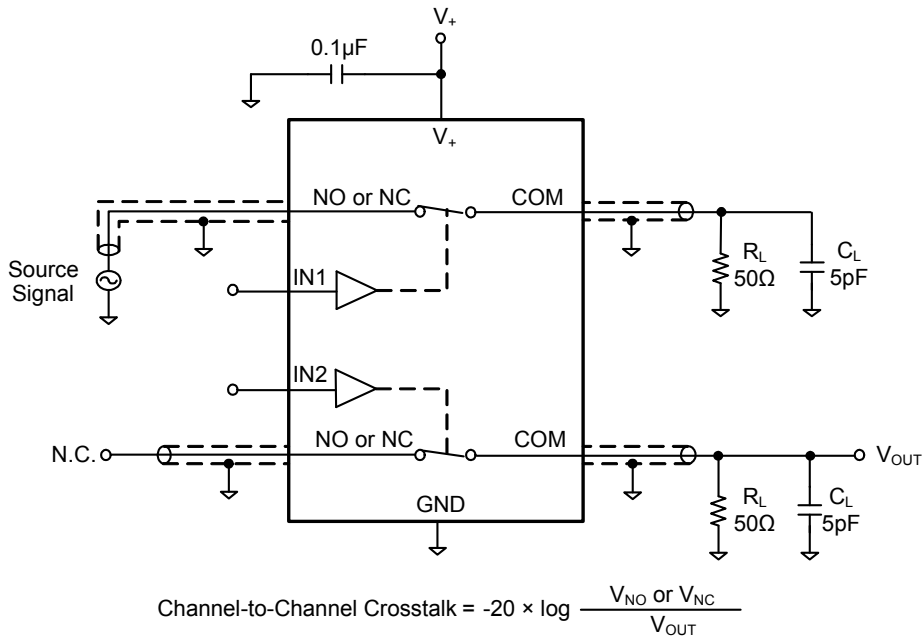 V+
0.1µF
V+
NO or NC
COM
Source
Signal
RL
50Ω
CL
5pF
IN1
IN2
N.C.
NO or NC
COM
VOUT
GND
RL
50Ω
CL
5pF
Channel-to-Channel Crosstalk = -20 × log VNO or VNC
VOUT